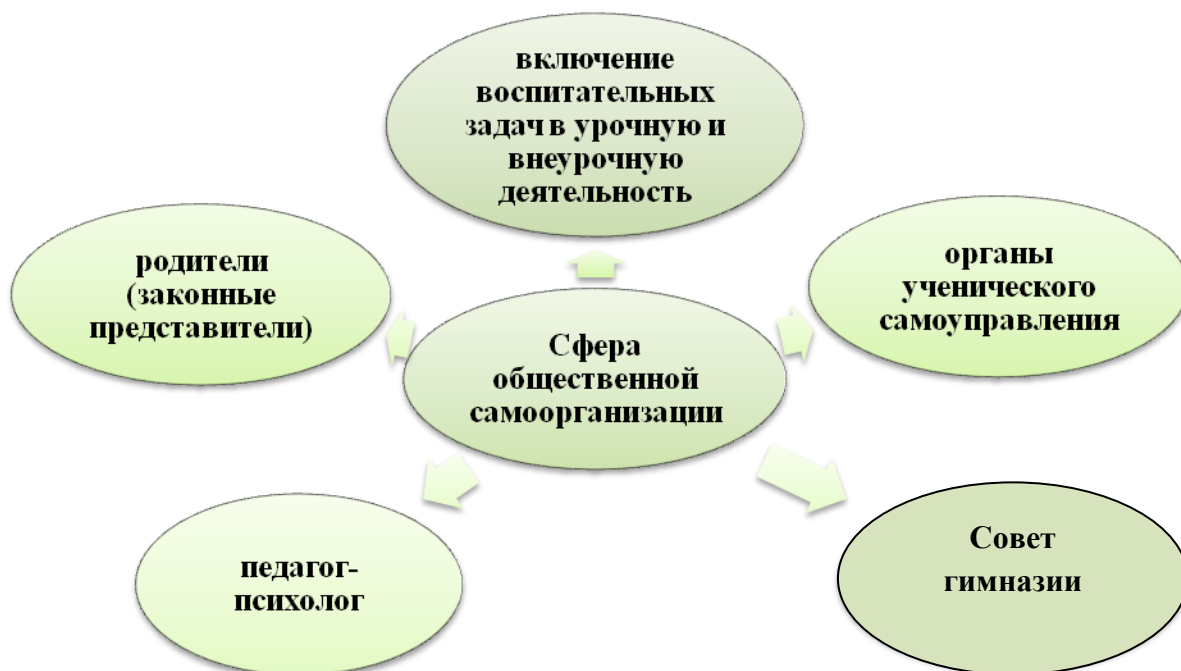 включение
воспитательных
задач в урочную и
внеурочную
деятельность
родители
(законные
представители)
органы
ученического
самоуправления
Сфера
общественной
самоорганизации
педагог-
психолог
Совет
гимназии